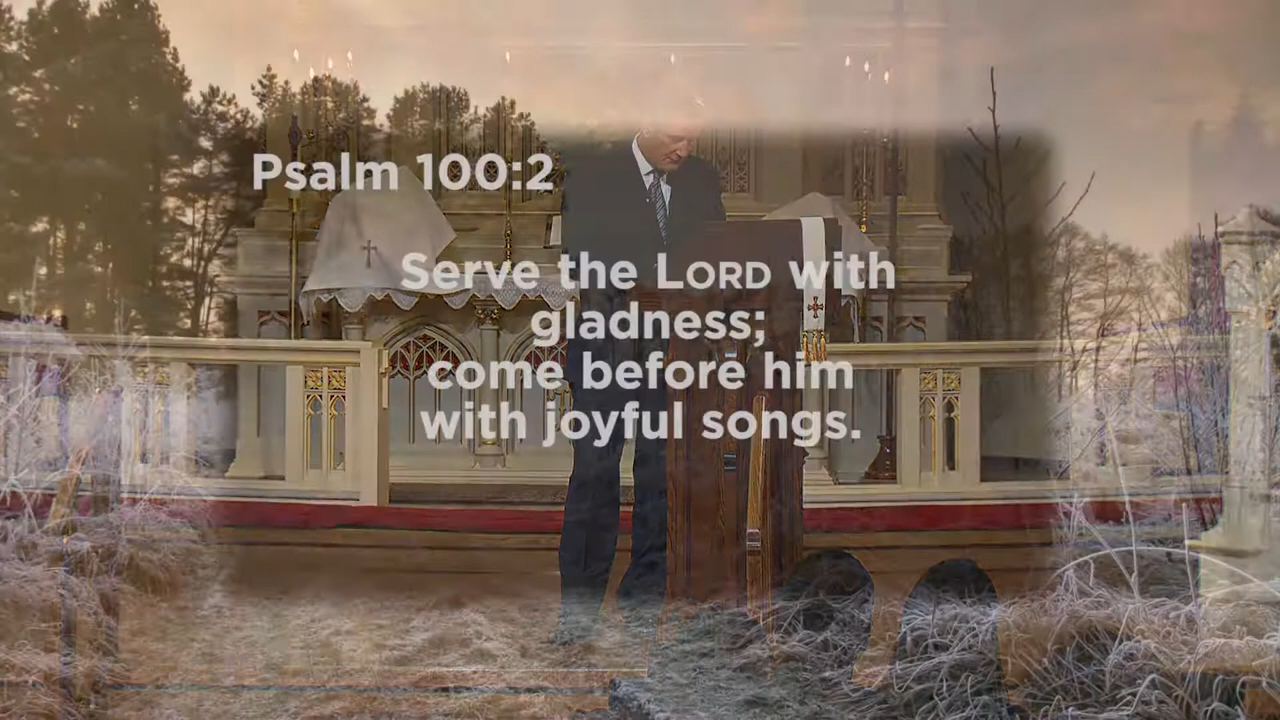 Psalm 100:2
Serve the LORD with
gladness;
come before him
with joyful songs.